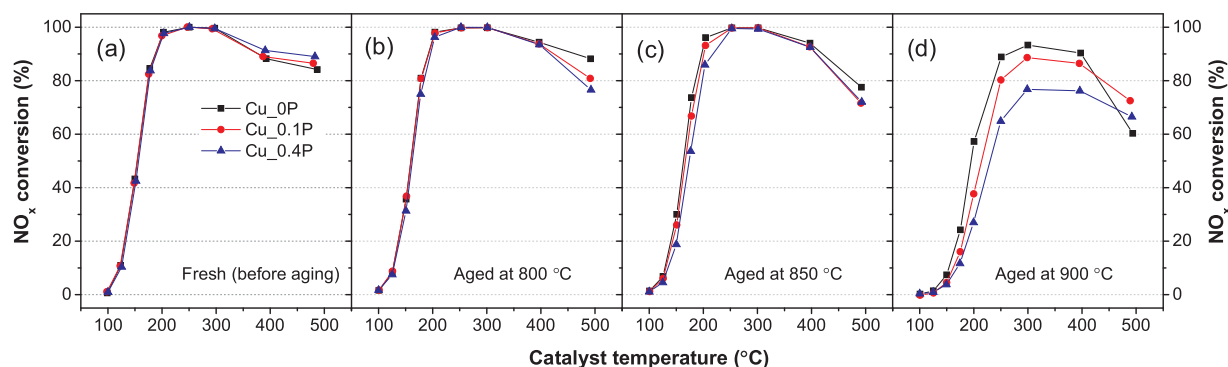 (a)
(b)
(c)
(d)
NOx conversion (%)
100
80
60
40
20
0
Cu_0P
Cu_0.1P
Cu_0.4P
Fresh (before aging)
Aged at 800 °C
Aged at 850 °C
Aged at 900 °C
100
80
60
40
20
0
NOx conversion (%)
100 200 300 400 500 100 200 300 400 500 100 200 300 400 500 100 200 300 400 500
Catalyst temperature (°C)